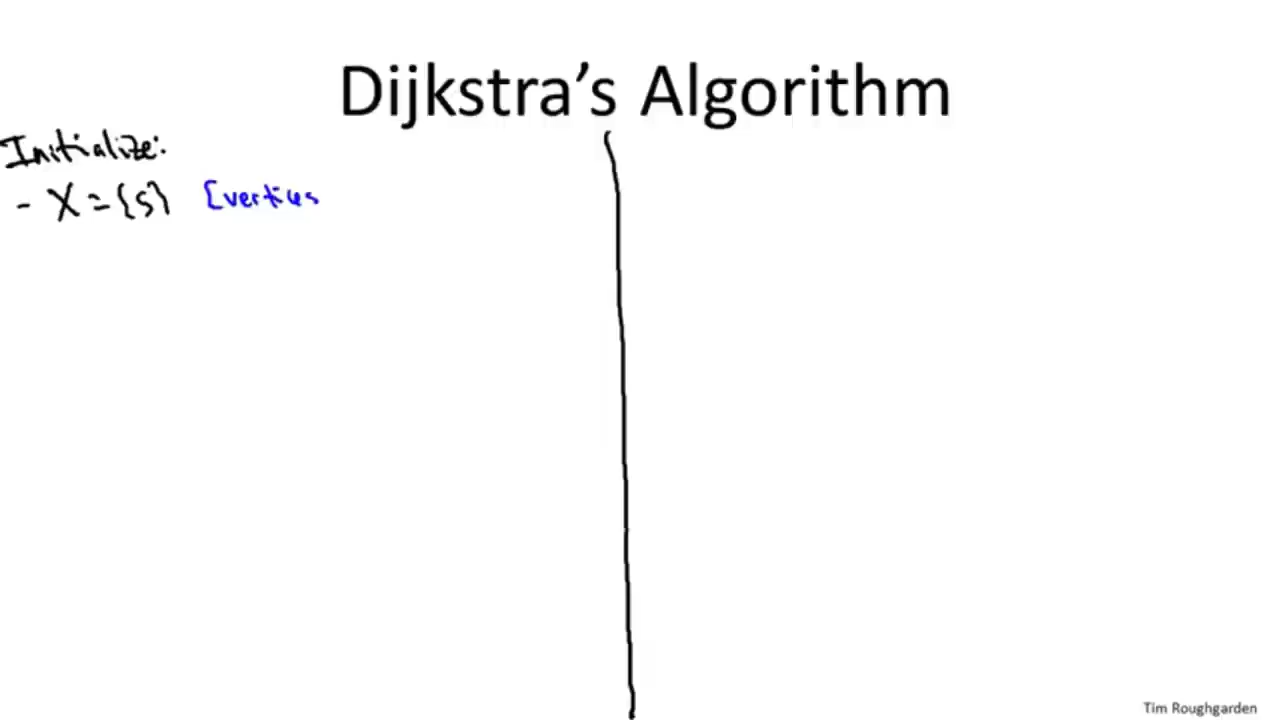 Dijkstra's Algorithm
Initialize:
- X = {s} [vertices
Tim Roughgarden